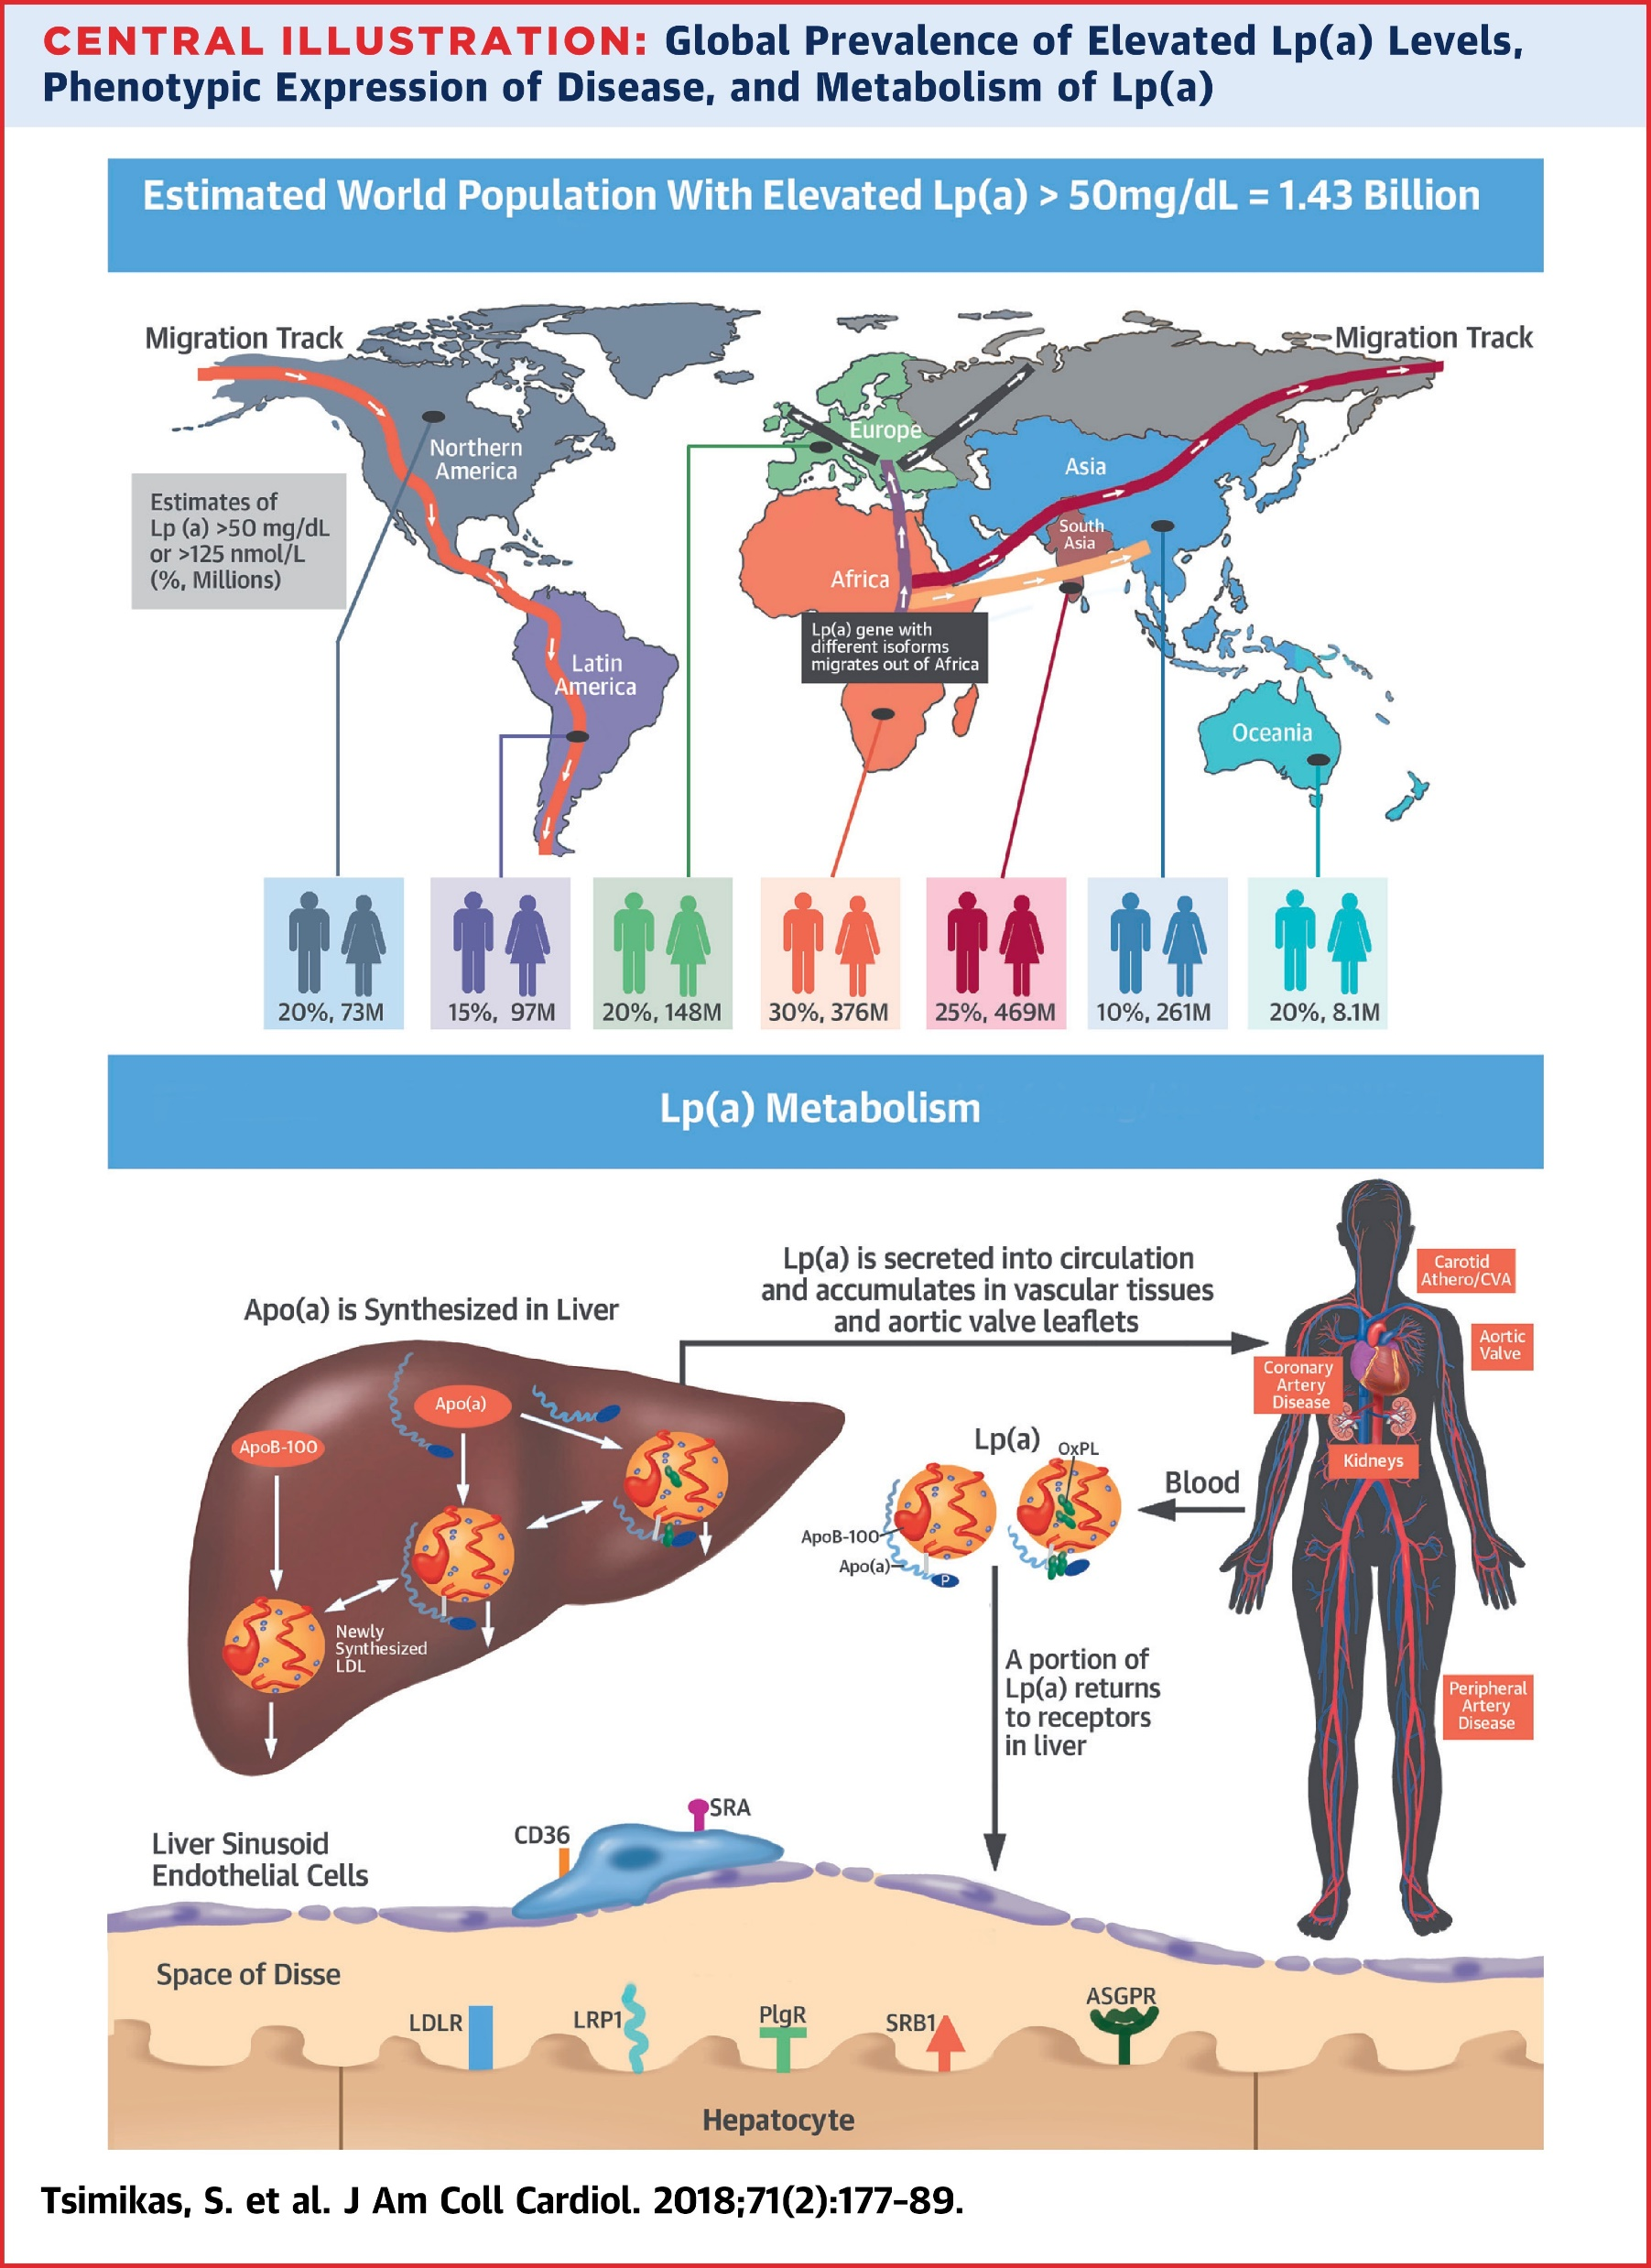 CENTRAL ILLUSTRATION: Global Prevalence of Elevated Lp(a) Levels,
Phenotypic Expression of Disease, and Metabolism of Lp(a)
Estimated World Population With Elevated Lp(a) > 50mg/dL = 1.43 Billion
Migration Track
Migration Track
Northern
America
Europe
Asia
Estimates of
Lp (a) >50 mg/dL
or >125 nmol/L
(%, Millions)
South
Asia
Africa
Lp(a) gene with
different isoforms
migrates out of Africa
Latin
America
Oceania
20%, 73M
15%, 97M
20%, 148M
30%, 376M
25%, 469M
10%, 261M
20%, 8.1M
Lp(a) Metabolism
Lp(a) is secreted into circulation
and accumulates in vascular tissues
and aortic valve leaflets
Apo(a) is Synthesized in Liver
Carotid
Athero/CVA
Aortic
Valve
Coronary
Artery
Disease
Kidneys
Apo(a)
ApoB-100
Lp(a)
OxPL
Blood
ApoB-100
Apo(a)
P
Newly
Synthesized
LDL
A portion of
Lp(a) returns
to receptors
in liver
Peripheral
Artery
Disease
SRA
CD36
Liver Sinusoid
Endothelial Cells
Space of Disse
LDLR
LRP1
PlgR
SRB1
ASGPR
Hepatocyte
Tsimikas, S. et al. J Am Coll Cardiol. 2018;71(2):177–89.